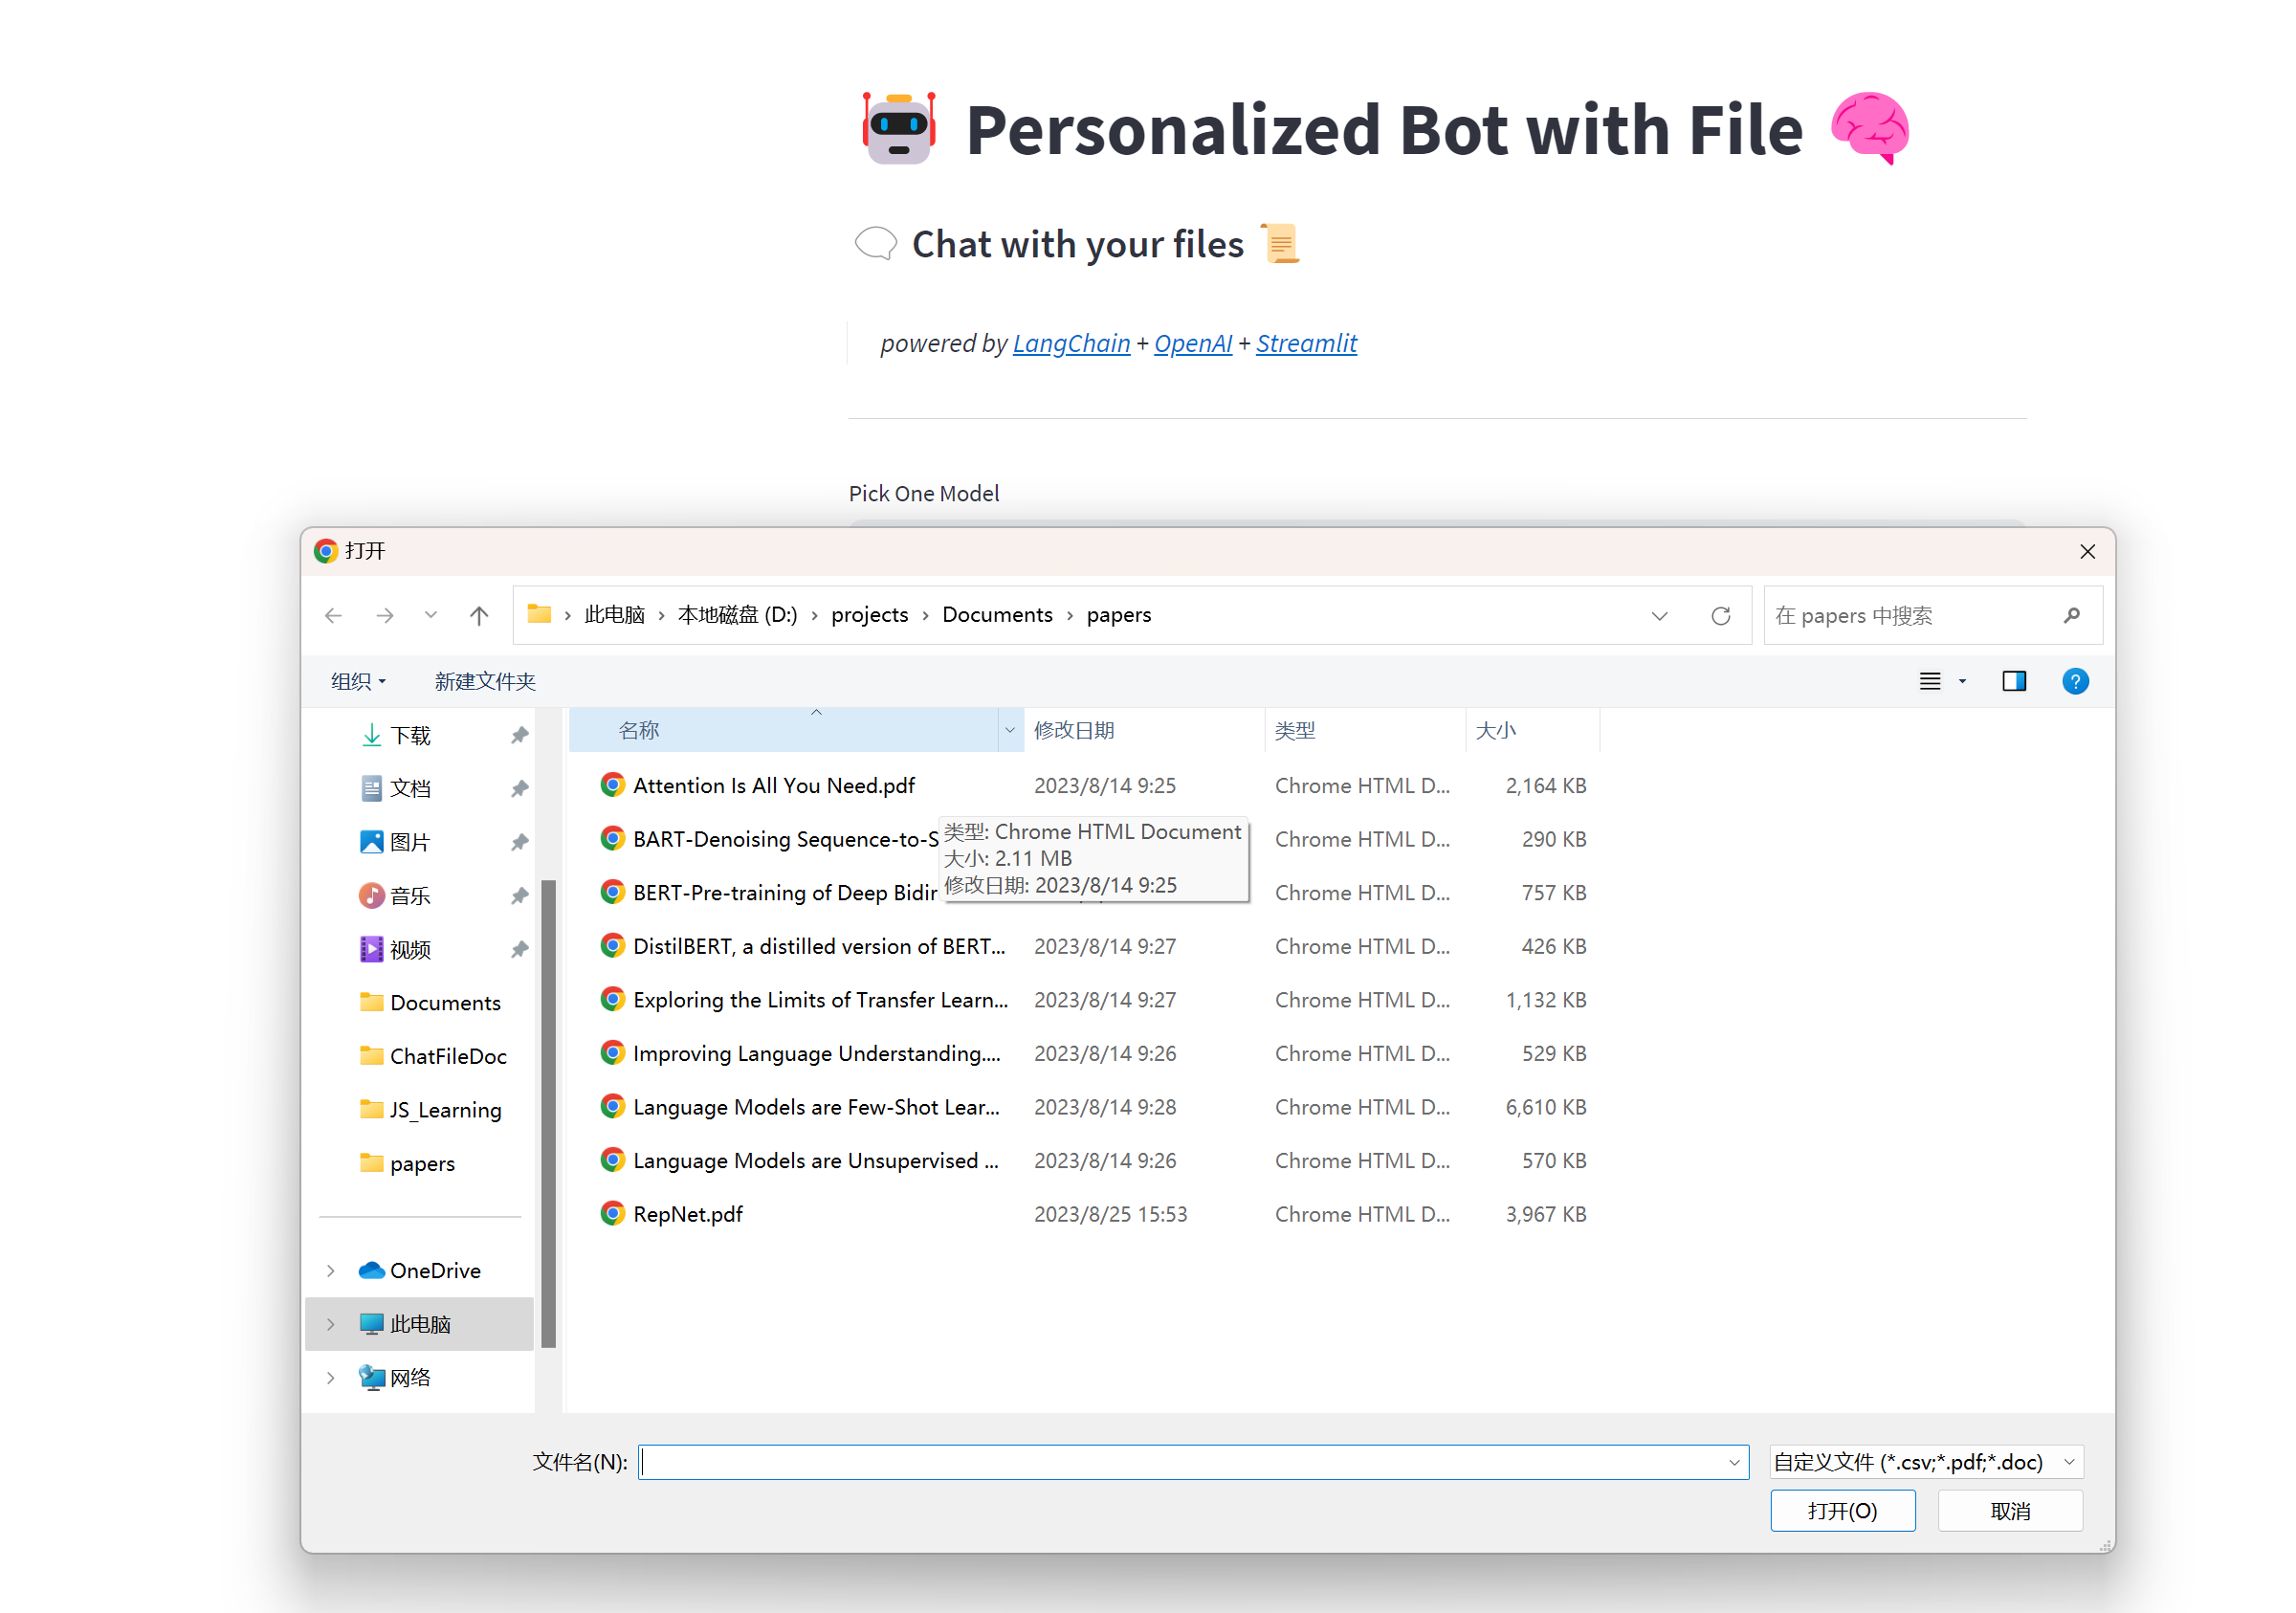 Personalized Bot with File
Chat with your files
powered by LangChain + OpenAI + Streamlit
Pick One Model
打开
此电脑 › 本地磁盘 (D:) › projects › Documents › papers
在 papers 中搜索
组织 新建文件夹
名称 修改日期 类型 大小
下载
文档
图片
音乐
视频
Documents
ChatFileDoc
JS_Learning
papers
OneDrive
此电脑
网络
Attention Is All You Need.pdf 2023/8/14 9:25 Chrome HTML D... 2,164 KB
BART-Denoising Sequence-to-S Chrome HTML D... 290 KB
BERT-Pre-training of Deep Bidir Chrome HTML D... 757 KB
类型: Chrome HTML Document
大小: 2.11 MB
修改日期: 2023/8/14 9:25
DistilBERT, a distilled version of BERT... 2023/8/14 9:27 Chrome HTML D... 426 KB
Exploring the Limits of Transfer Learn... 2023/8/14 9:27 Chrome HTML D... 1,132 KB
Improving Language Understanding.... 2023/8/14 9:26 Chrome HTML D... 529 KB
Language Models are Few-Shot Lear... 2023/8/14 9:28 Chrome HTML D... 6,610 KB
Language Models are Unsupervised ... 2023/8/14 9:26 Chrome HTML D... 570 KB
RepNet.pdf 2023/8/25 15:53 Chrome HTML D... 3,967 KB
文件名(N):
自定义文件 (*.csv;*.pdf;*.doc)
打开(O) 取消